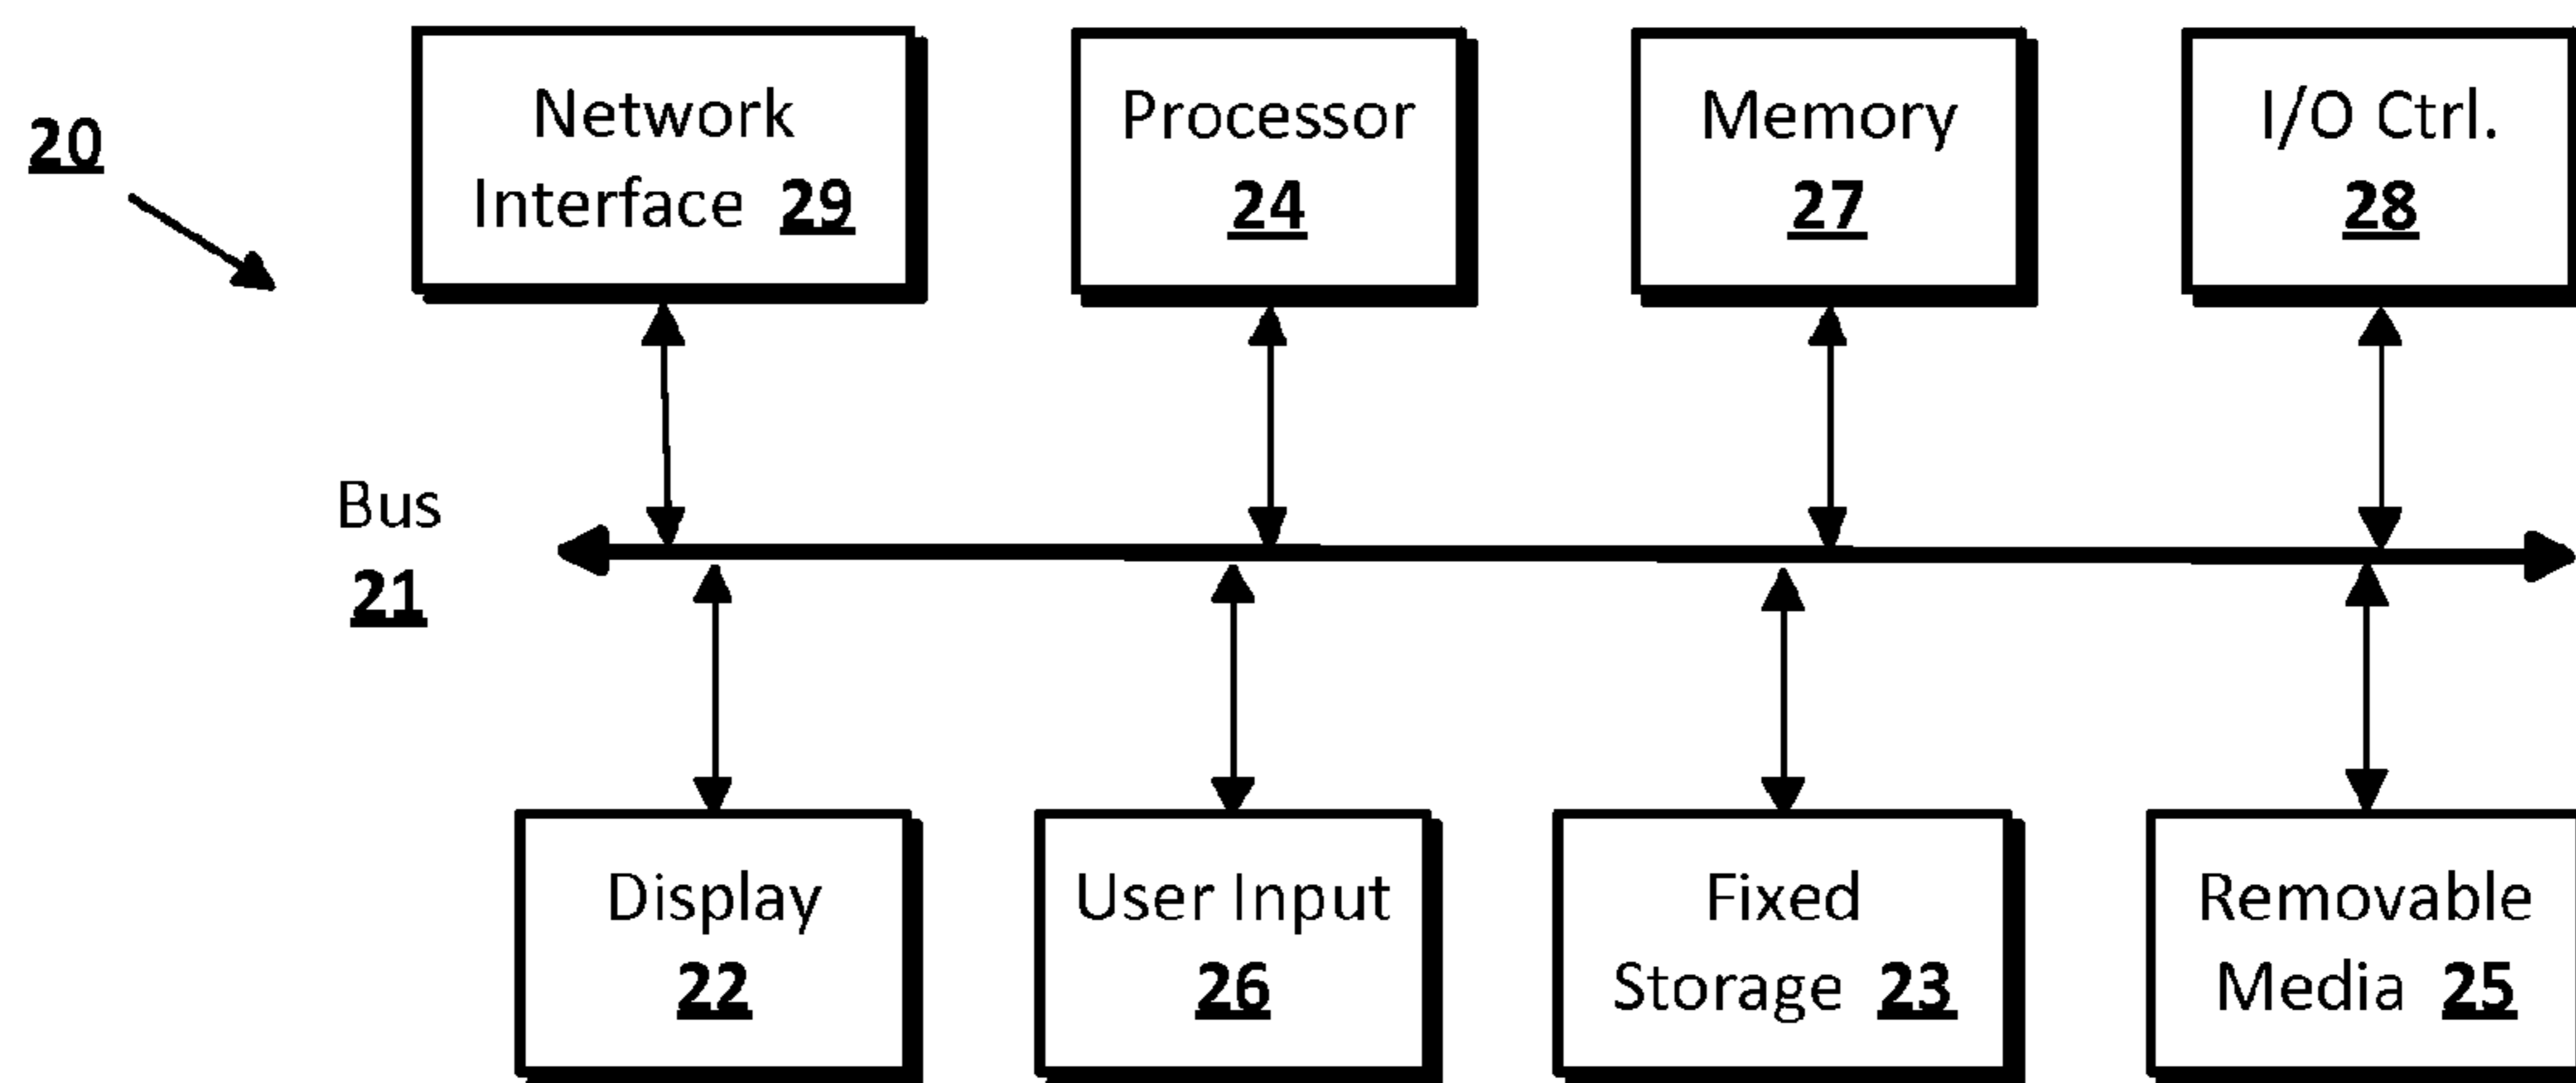 20
Network
Interface 29
Processor
24
Memory
27
I/O Ctrl.
28
Bus
21
Display
22
User Input
26
Fixed
Storage 23
Removable
Media 25